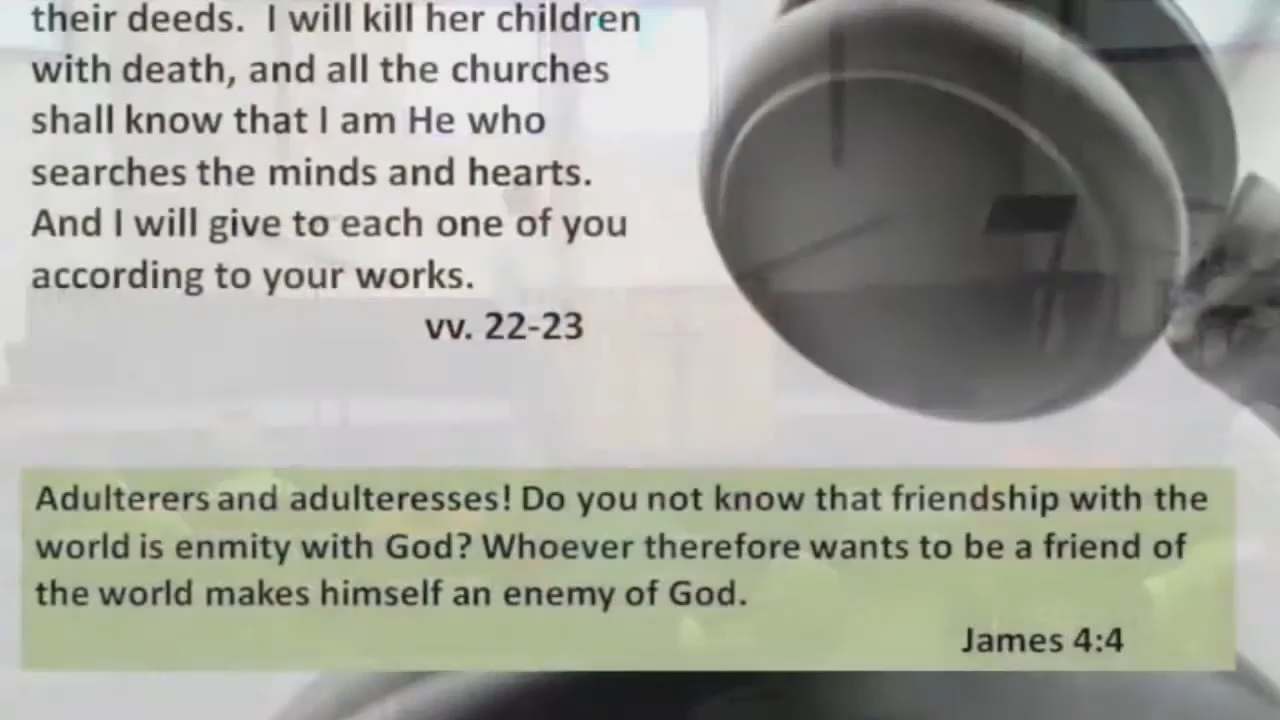 their deeds. I will kill her children
with death, and all the churches
shall know that I am He who
searches the minds and hearts.
And I will give to each one of you
according to your works.
vv. 22-23
Adulterers and adulteresses! Do you not know that friendship with the
world is enmity with God? Whoever therefore wants to be a friend of
the world makes himself an enemy of God.
James 4:4